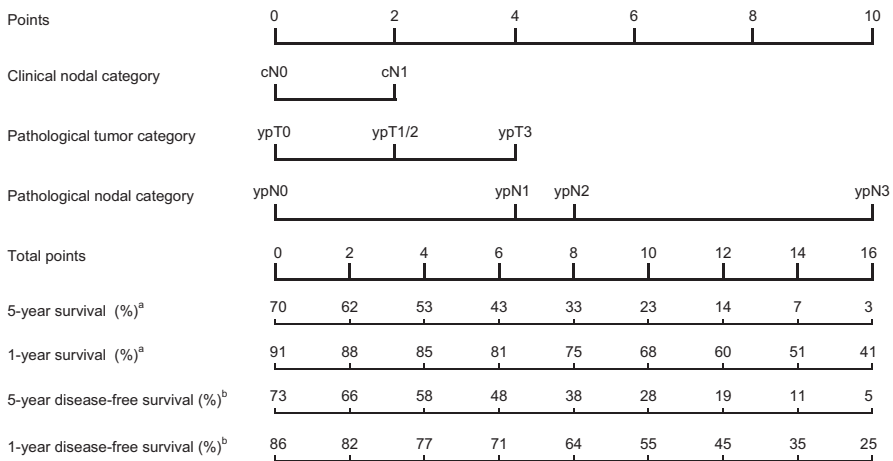 Points 0 2 4 6 8 10
cN0 cN1
Clinical nodal category
ypT0 ypT1/2 ypT3
Pathological tumor category
ypN0 ypN1 ypN2 ypN3
Pathological nodal category
Total points 0 2 4 6 8 10 12 14 16
5-year survival (%)a 70 62 53 43 33 23 14 7 3
1-year survival (%)a 91 88 85 81 75 68 60 51 41
5-year disease-free survival (%)b 73 66 58 48 38 28 19 11 5
1-year disease-free survival (%)b 86 82 77 71 64 55 45 35 25